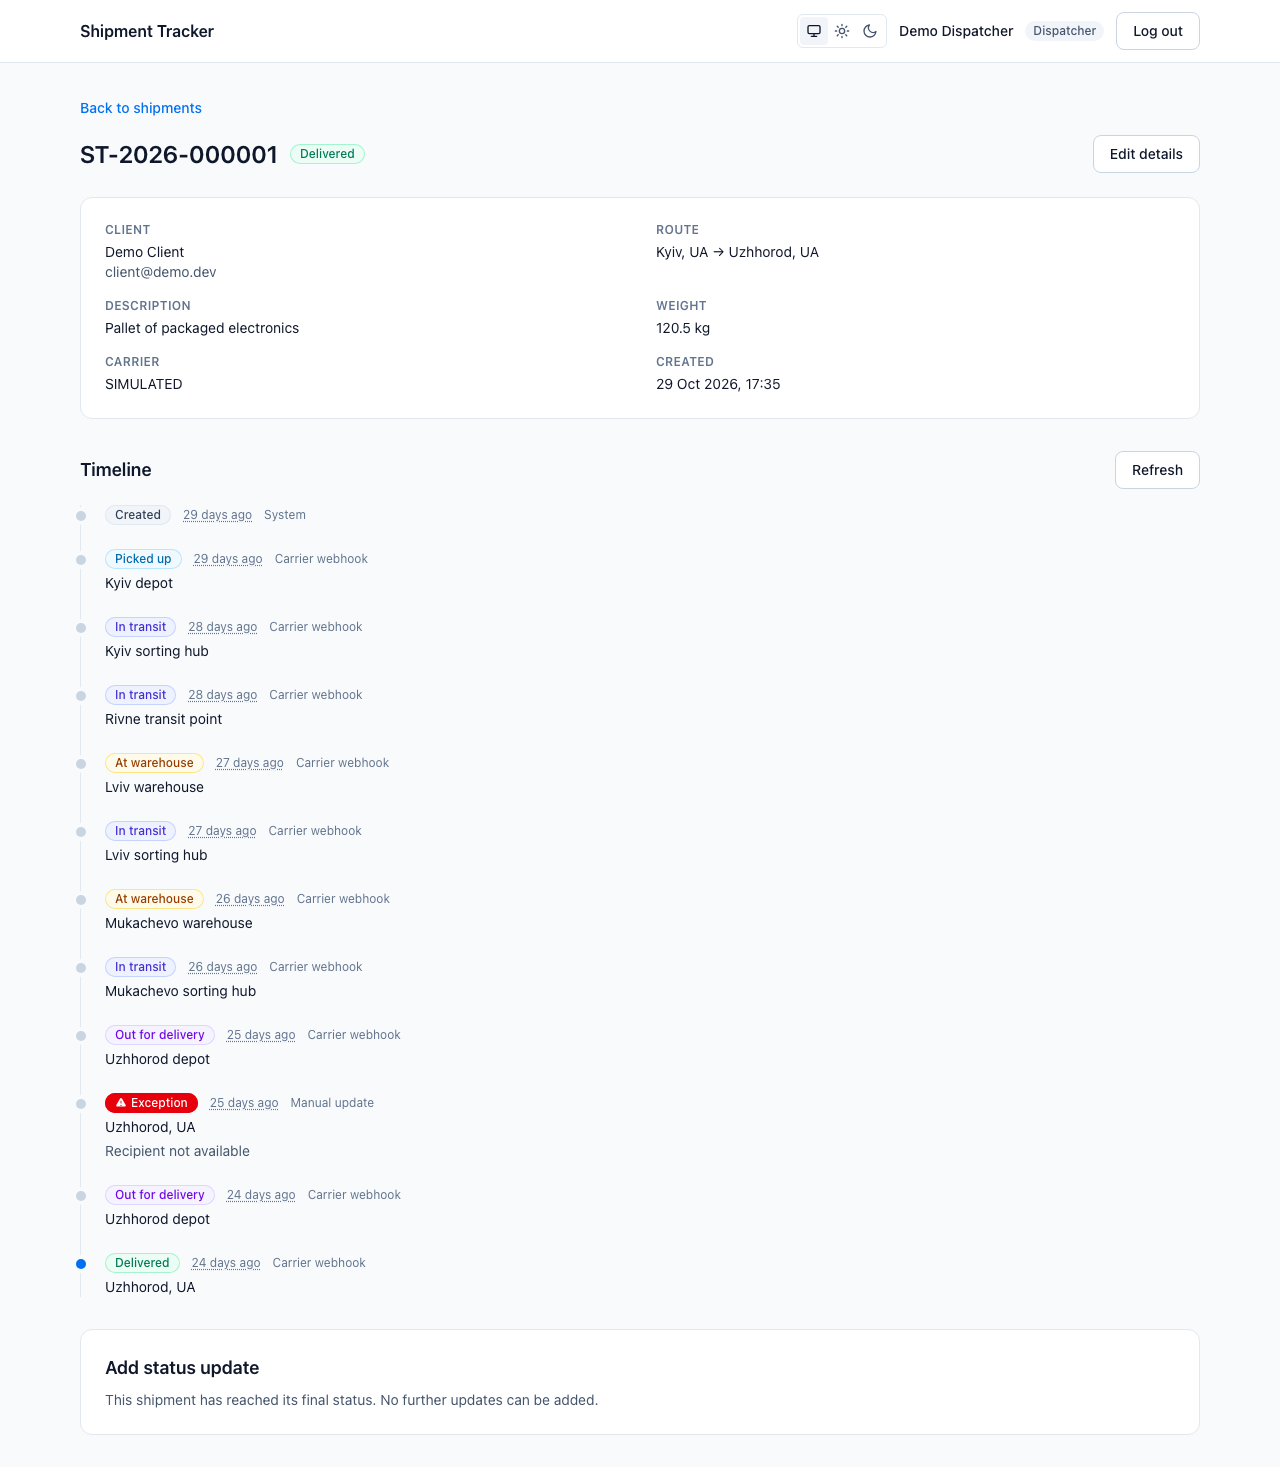 Shipment Tracker
Demo Dispatcher
Dispatcher
Log out
Back to shipments
ST-2026-000001
Delivered
Edit details
CLIENT
Demo Client
client@demo.dev
ROUTE
Kyiv, UA → Uzhhorod, UA
DESCRIPTION
Pallet of packaged electronics
WEIGHT
120.5 kg
CARRIER
SIMULATED
CREATED
29 Oct 2026, 17:35
Timeline
Refresh
Created 29 days ago System
Picked up 29 days ago Carrier webhook
Kyiv depot
In transit 28 days ago Carrier webhook
Kyiv sorting hub
In transit 28 days ago Carrier webhook
Rivne transit point
At warehouse 27 days ago Carrier webhook
Lviv warehouse
In transit 27 days ago Carrier webhook
Lviv sorting hub
At warehouse 26 days ago Carrier webhook
Mukachevo warehouse
In transit 26 days ago Carrier webhook
Mukachevo sorting hub
Out for delivery 25 days ago Carrier webhook
Uzhhorod depot
Exception 25 days ago Manual update
Uzhhorod, UA
Recipient not available
Out for delivery 24 days ago Carrier webhook
Uzhhorod depot
Delivered 24 days ago Carrier webhook
Uzhhorod, UA
Add status update
This shipment has reached its final status. No further updates can be added.